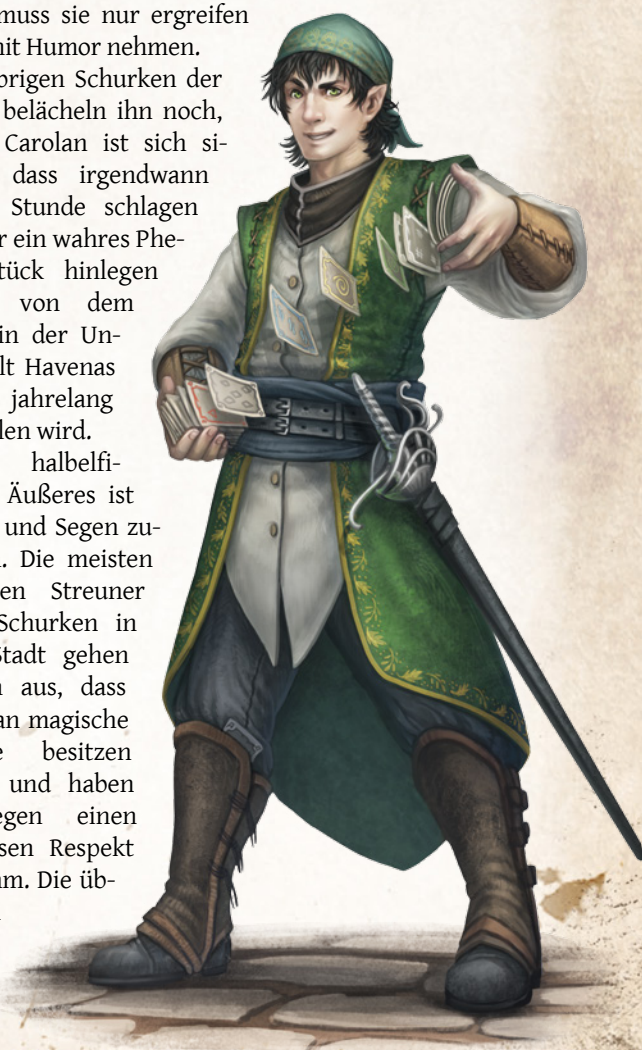 muss sie nur ergreifen
mit Humor nehmen.
brigen Schurken der
belächeln ihn noch,
Carolan ist sich si-
dass irgendwann
Stunde schlagen
r ein wahres Phe-
tück hinlegen
von dem
in der Un-
lt Havenas
jahrelang
len wird.
halbelfi-
Äußeres ist
und Segen zu-
. Die meisten
en Streuner
Schurken in
Stadt gehen
n aus, dass
an magische
e besitzen
und haben
egen einen
sen Respekt
hm. Die üb-